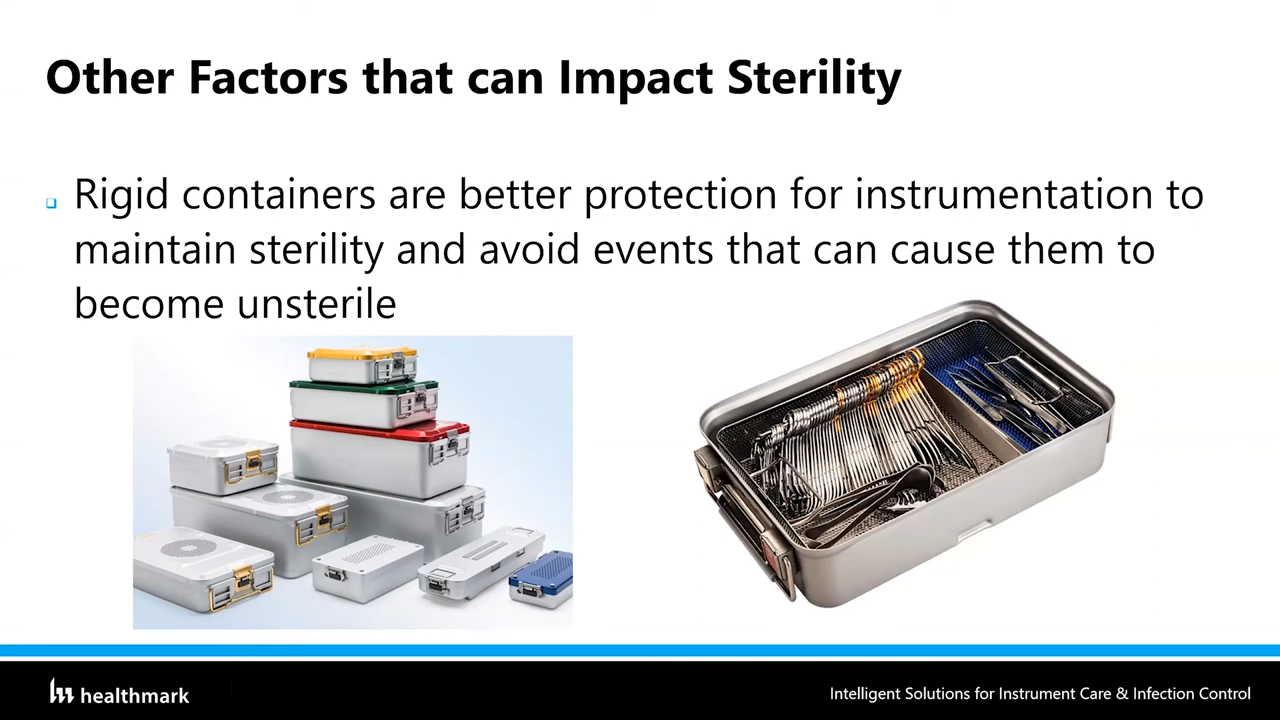 Other Factors that can Impact Sterility
Rigid containers are better protection for instrumentation to
maintain sterility and avoid events that can cause them to
become unsterile
healthmark
Intelligent Solutions for Instrument Care & Infection Control